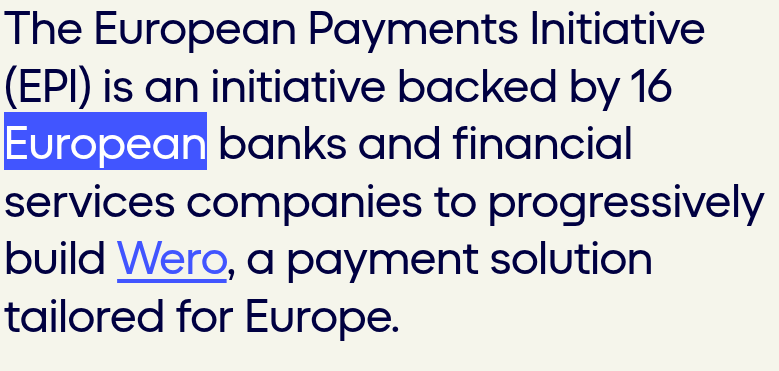 The European Payments Initiative
(EPI) is an initiative backed by 16
European banks and financial
services companies to progressively
build Wero, a payment solution
tailored for Europe.